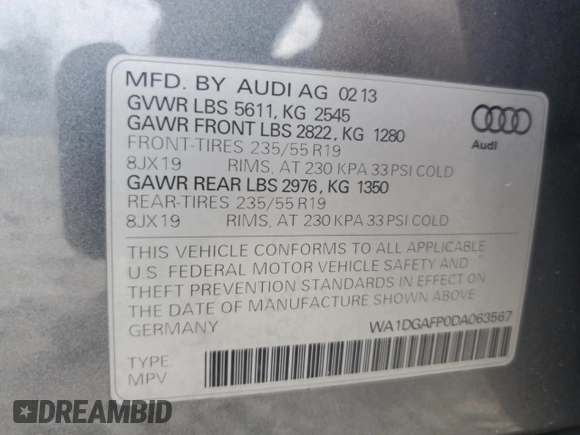 MFD. BY AUDI AG 02 13
GVWR LBS 5611, KG 2545
GAWR FRONT LBS 2822, KG 1280
FRONT-TIRES 235/55 R19
8JX19 RIMS, AT 230 KPA 33 PSI COLD
GAWR REAR LBS 2976, KG 1350
REAR-TIRES 235/55 R19
8JX19 RIMS, AT 230 KPA 33 PSI COLD
Audi
THIS VEHICLE CONFORMS TO ALL APPLICABLE
U.S. FEDERAL MOTOR VEHICLE SAFETY AND
THEFT PREVENTION STANDARDS IN EFFECT ON
THE DATE OF MANUFACTURE SHOWN ABOVE
GERMANY
WA1DGAFP0DA063567
TYPE
MPV
DREAMBID